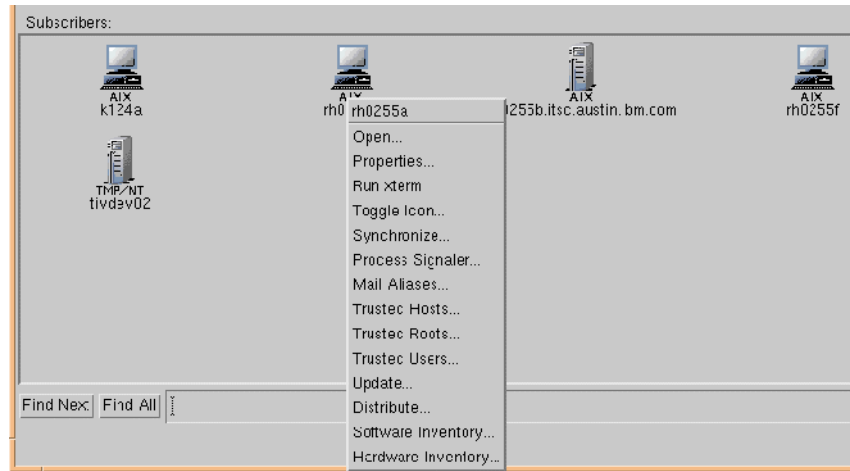 Subscribers:
AIX
k124a
AIX
rh0
AIX
255b.itsc.austin.bm.com
AIX
rh0255f
TMP/NT
tivdev02
rh0255a
Open...
Properties...
Run xterm
Toggle Icon...
Synchronize...
Process Signaler...
Mail Aliases...
Trusted Hosts...
Trusted Roots...
Trusted Users...
Update...
Distribute...
Software Inventory...
Hardware Inventory...
Find Next Find All